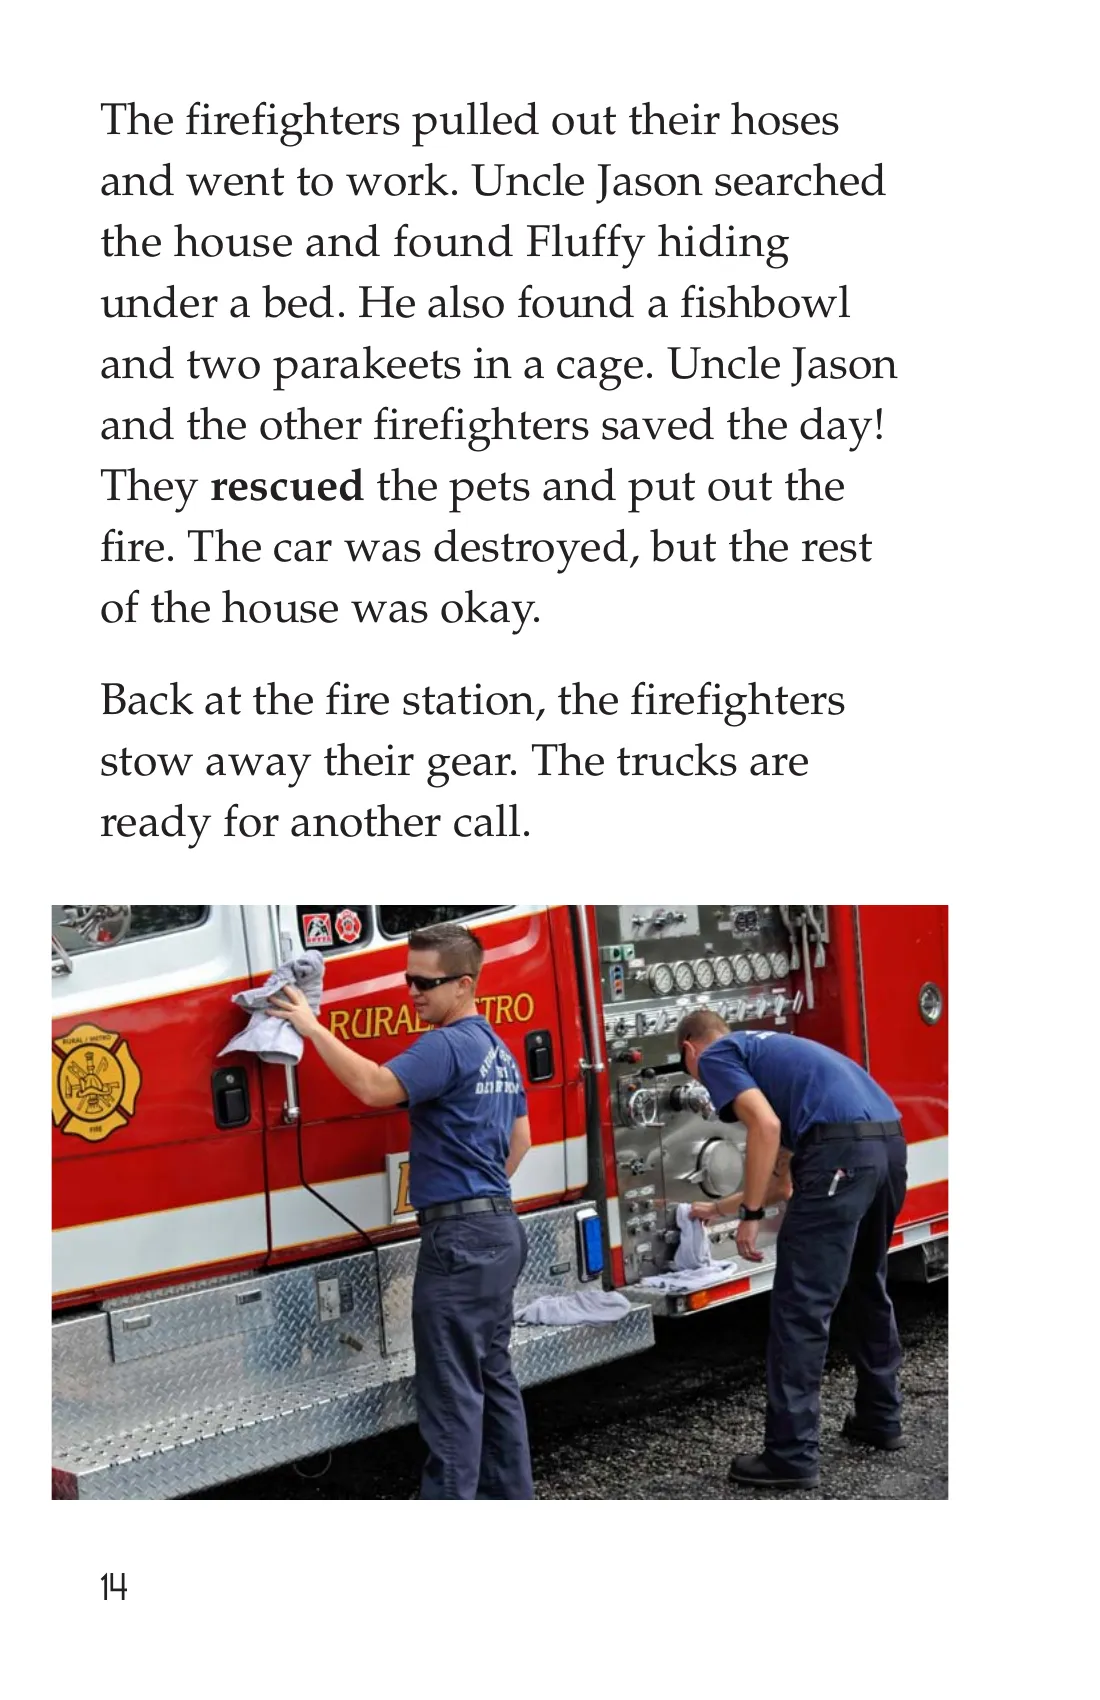 The firefighters pulled out their hoses
and went to work. Uncle Jason searched
the house and found Fluffy hiding
under a bed. He also found a fishbowl
and two parakeets in a cage. Uncle Jason
and the other firefighters saved the day!
They rescued the pets and put out the
fire. The car was destroyed, but the rest
of the house was okay.
Back at the fire station, the firefighters
stow away their gear. The trucks are
ready for another call.
RURAL/METRO
RURAL / METRO
FIRE
14